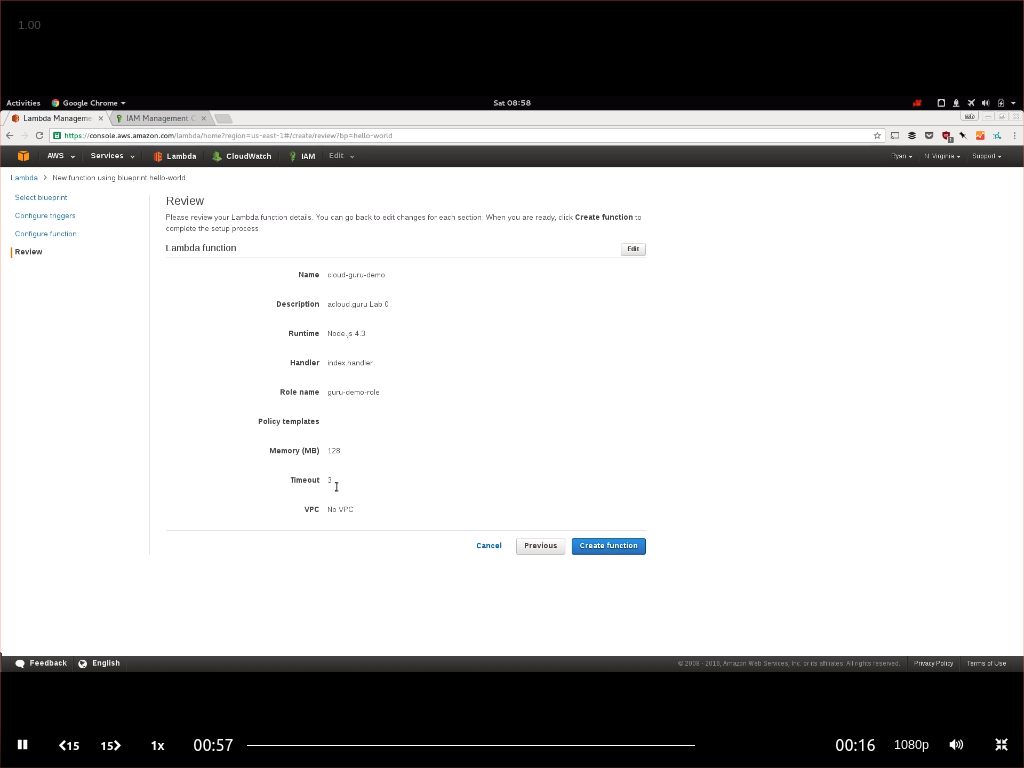 1.00
Activities Google Chrome Sat 08:58
Lambda Manageme IAM Management C
https://console.aws.amazon.com/lambda/home?region=us-east-1#/create/review?bp=hello-world
AWS Services Lambda CloudWatch IAM Edit Ryan N. Virginia Support
Lambda > New function using blueprint hello-world
Select blueprint
Configure triggers
Configure function
Review
Review
Please review your Lambda function details. You can go back to edit changes for each section. When you are ready, click Create function to
complete the setup process
Lambda function Edit
Name cloud-guru-demo
Description acloud.guru Lab 0
Runtime Node.js 4.3
Handler index.handler
Role name guru-demo-role
Policy templates
Memory (MB) 128
Timeout 3
VPC No VPC
Cancel Previous Create function
Feedback English © 2008 - 2016, Amazon Web Services, Inc. or its affiliates. All rights reserved. Privacy Policy Terms of Use
15 15 1x 00:57 00:16 1080p